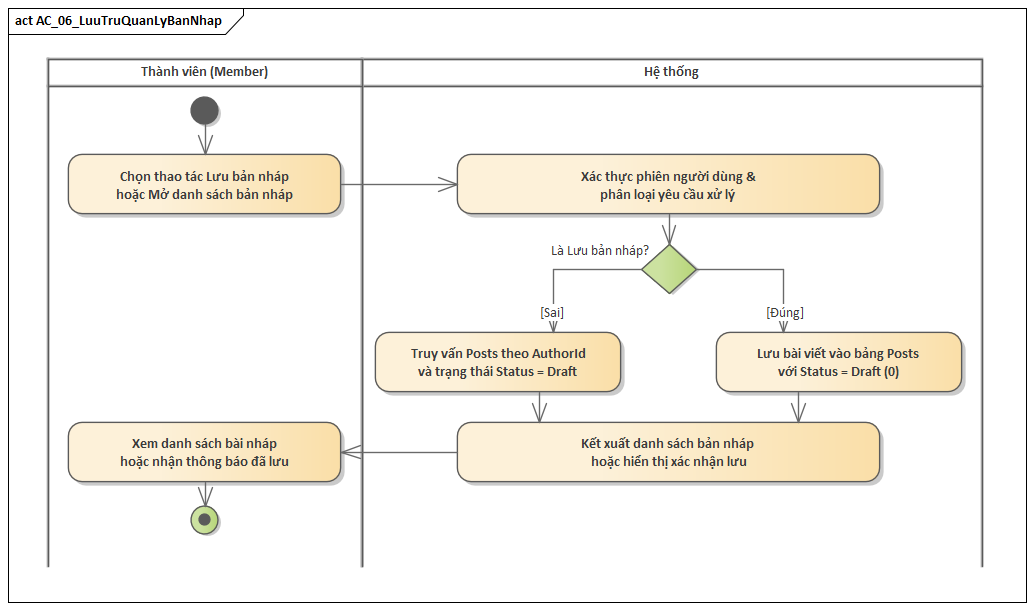 act AC_06_LuuTruQuanLyBanNhap
Thành viên (Member)
Hệ thống
Chọn thao tác Lưu bản nháp
hoặc Mở danh sách bản nháp
Xác thực phiên người dùng &
phân loại yêu cầu xử lý
Là Lưu bản nháp?
[Sai]
[Đúng]
Truy vấn Posts theo AuthorId
và trạng thái Status = Draft
Lưu bài viết vào bảng Posts
với Status = Draft (0)
Xem danh sách bài nháp
hoặc nhận thông báo đã lưu
Kết xuất danh sách bản nháp
hoặc hiển thị xác nhận lưu